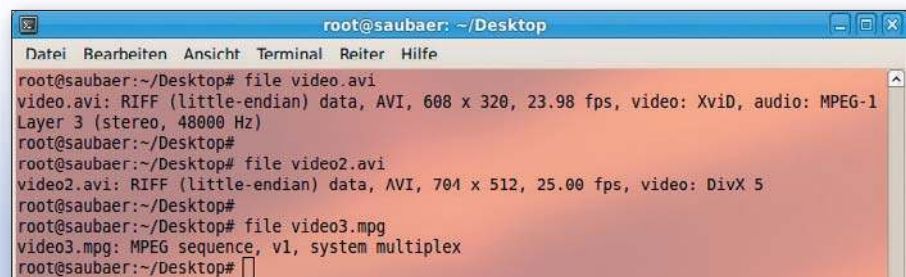 root@saubaer: ~/Desktop
Datei Bearbeiten Ansicht Terminal Reiter Hilfe
root@saubaer:~/Desktop# file video.avi
video.avi: RIFF (little-endian) data, AVI, 608 x 320, 23.98 fps, video: XviD, audio: MPEG-1
Layer 3 (stereo, 48000 Hz)
root@saubaer:~/Desktop#
root@saubaer:~/Desktop# file video2.avi
video2.avi: RIFF (little-endian) data, AVI, 704 x 512, 25.00 fps, video: DivX 5
root@saubaer:~/Desktop#
root@saubaer:~/Desktop# file video3.mpg
video3.mpg: MPEG sequence, v1, system multiplex
root@saubaer:~/Desktop#